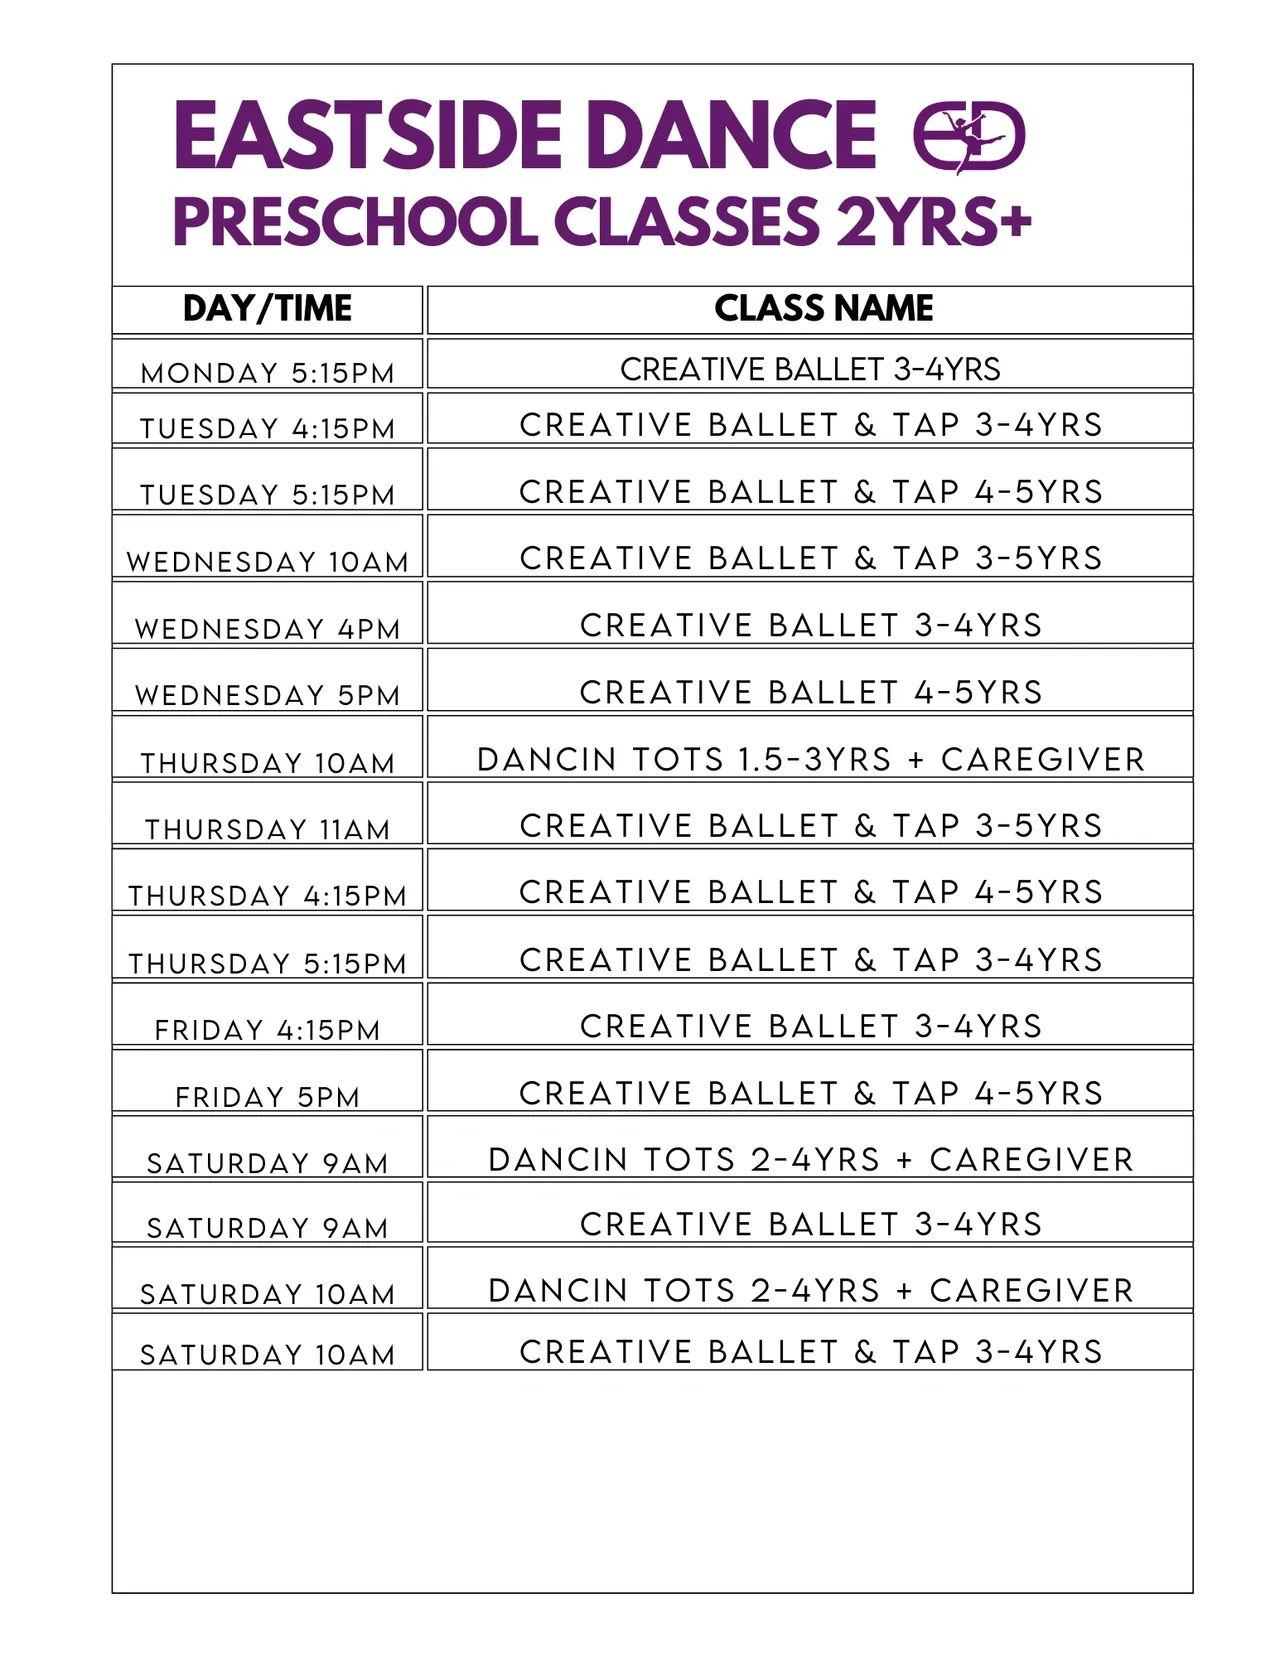 EASTSIDE DANCE
PRESCHOOL CLASSES 2YRS+
DAY/TIME CLASS NAME
MONDAY 5:15PM CREATIVE BALLET 3-4YRS
TUESDAY 4:15PM CREATIVE BALLET & TAP 3-4YRS
TUESDAY 5:15PM CREATIVE BALLET & TAP 4-5YRS
WEDNESDAY 10AM CREATIVE BALLET & TAP 3-5YRS
WEDNESDAY 4PM CREATIVE BALLET 3-4YRS
WEDNESDAY 5PM CREATIVE BALLET 4-5YRS
THURSDAY 10AM DANCIN TOTS 1.5-3YRS + CAREGIVER
THURSDAY 11AM CREATIVE BALLET & TAP 3-5YRS
THURSDAY 4:15PM CREATIVE BALLET & TAP 4-5YRS
THURSDAY 5:15PM CREATIVE BALLET & TAP 3-4YRS
FRIDAY 4:15PM CREATIVE BALLET 3-4YRS
FRIDAY 5PM CREATIVE BALLET & TAP 4-5YRS
SATURDAY 9AM DANCIN TOTS 2-4YRS + CAREGIVER
SATURDAY 9AM CREATIVE BALLET 3-4YRS
SATURDAY 10AM DANCIN TOTS 2-4YRS + CAREGIVER
SATURDAY 10AM CREATIVE BALLET & TAP 3-4YRS